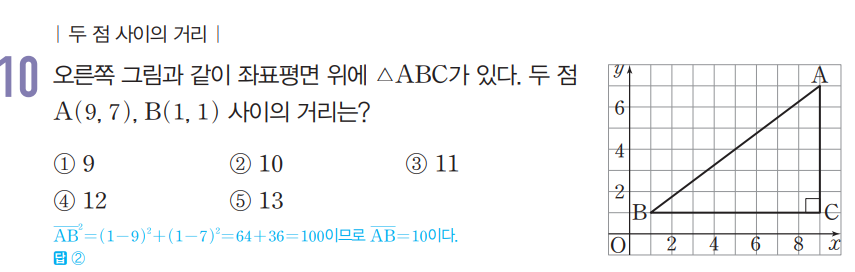 | 두 점 사이의 거리 |
10 오른쪽 그림과 같이 좌표평면 위에 △ABC가 있다. 두 점
A(9, 7), B(1, 1) 사이의 거리는?
① 9 ② 10 ③ 11
④ 12 ⑤ 13
AB²=(1-9)²+(1-7)²=64+36=100이므로 AB=10이다.
답 ②
y
A
6
4
2
B C
O 2 4 6 8 x